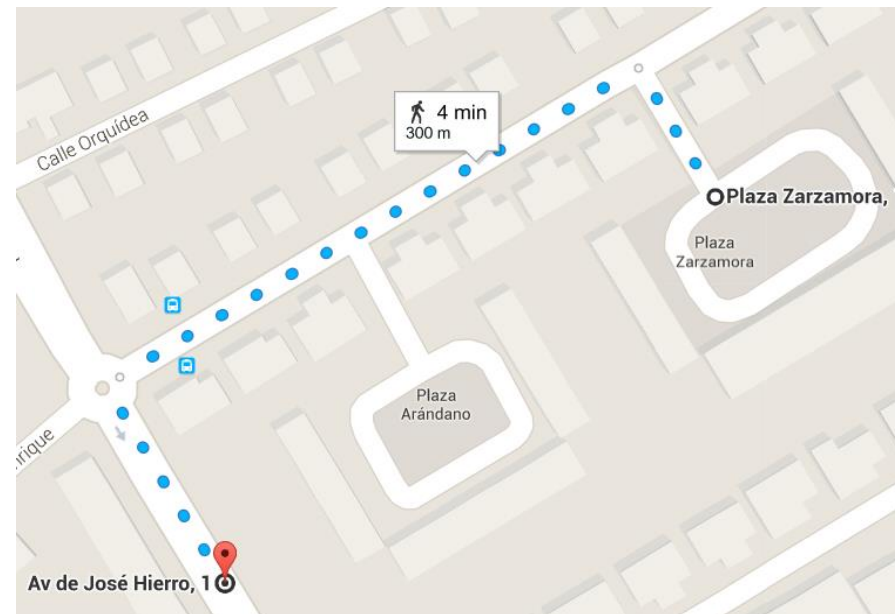 Calle Orquídea
4 min
300 m
Plaza Zarzamora,
Plaza
Zarzamora
Plaza
Arándano
Av de José Hierro, 1